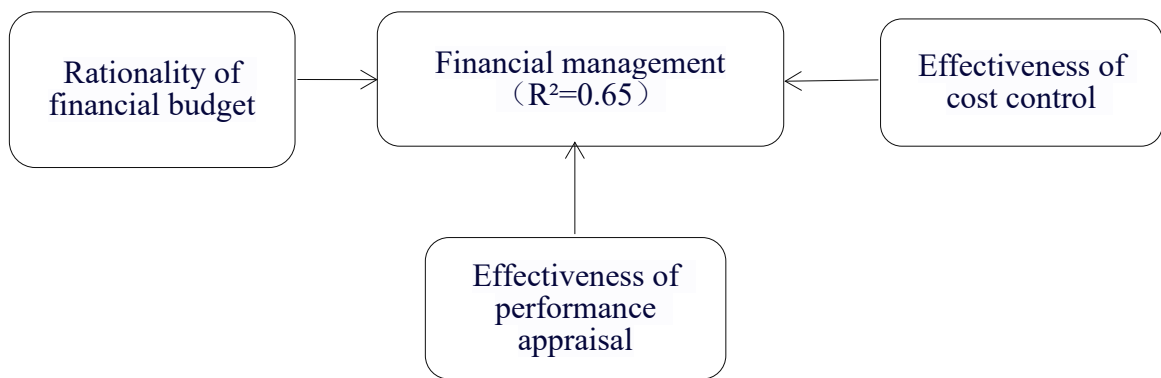 Rationality of
financial budget
Financial management
（R²=0.65）
Effectiveness of
cost control
Effectiveness of
performance
appraisal